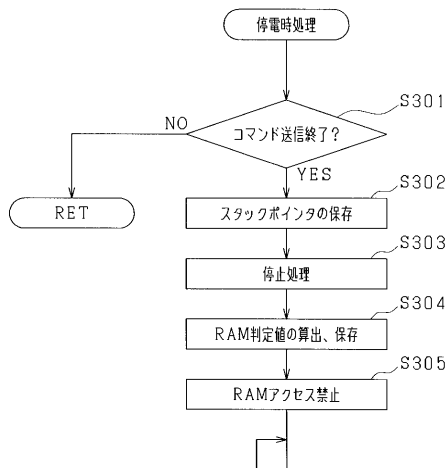 停電時処理
S301
NO
コマンド送信終了？
YES
S302
RET
スタックポインタの保存
S303
停止処理
S304
RAM判定値の算出、保存
S305
RAMアクセス禁止